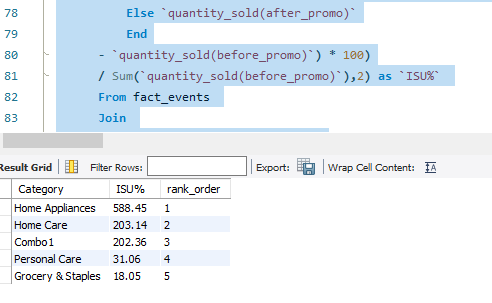 78 Else `quantity_sold(after_promo)`
79 End
80 - `quantity_sold(before_promo)`) * 100)
81 / Sum(`quantity_sold(before_promo)`),2) as `ISU%`
82 From fact_events
83 Join
Result Grid Filter Rows: Export: Wrap Cell Content:
Category ISU% rank_order
Home Appliances 588.45 1
Home Care 203.14 2
Combo1 202.36 3
Personal Care 31.06 4
Grocery & Staples 18.05 5